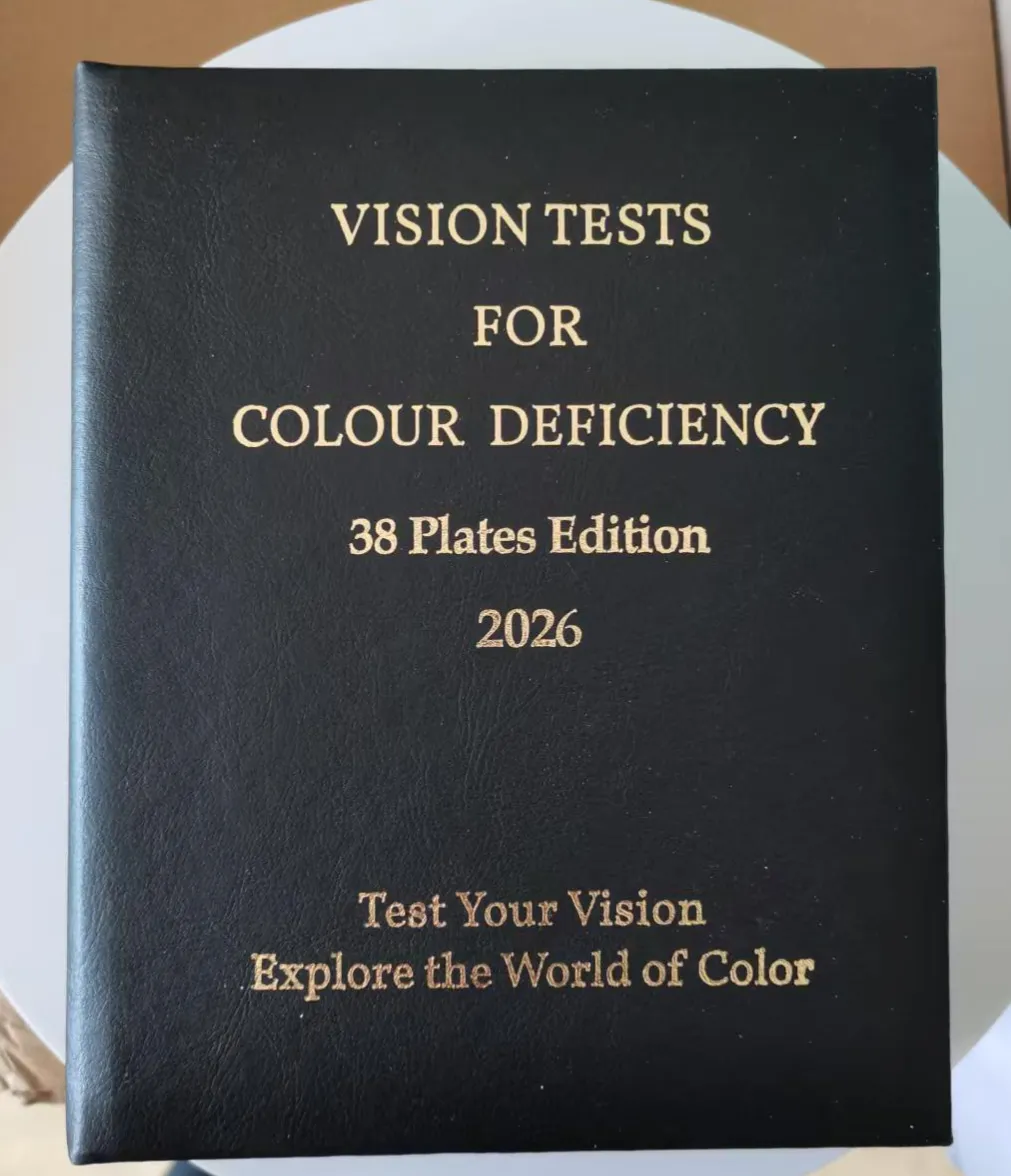 VISION TESTS
FOR
COLOUR DEFICIENCY
38 Plates Edition
2026
Test Your Vision
Explore the World of Color